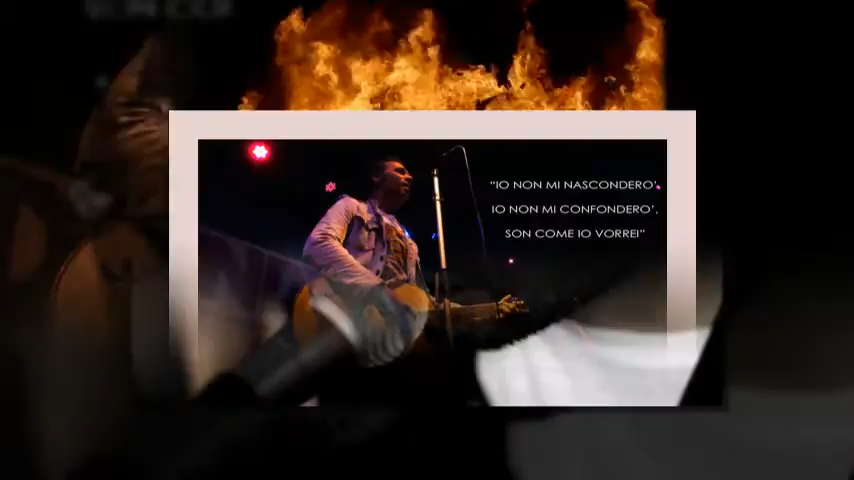 “IO NON MI NASCONDERO’,
IO NON MI CONFONDERO’,
SON COME IO VORREI”